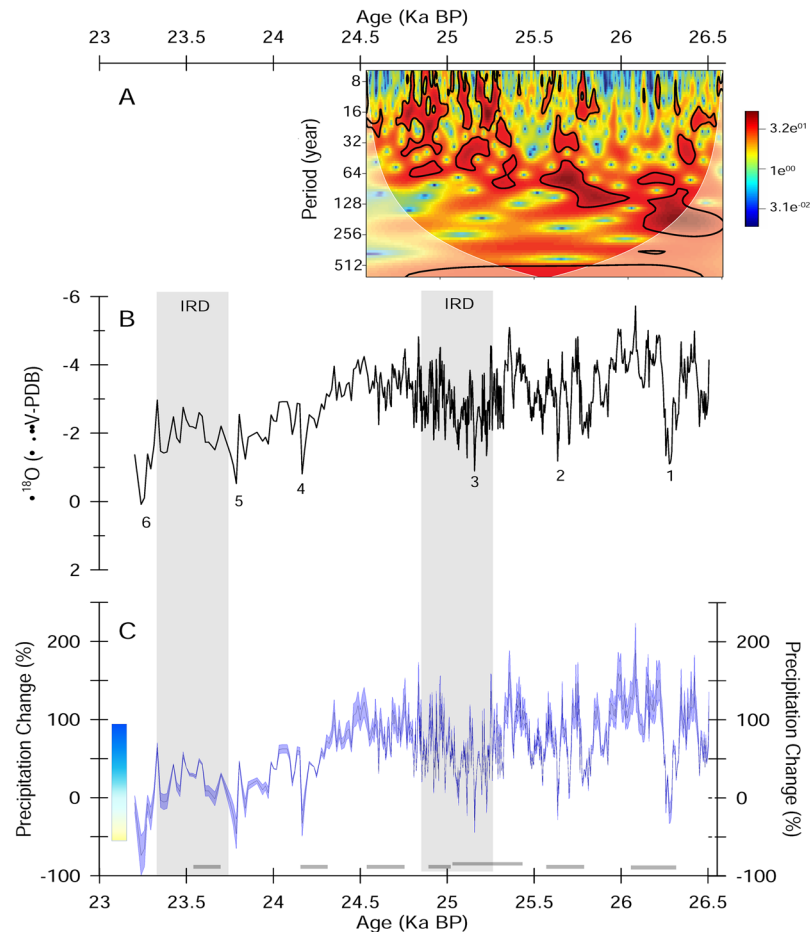 Age (Ka BP)
23 23.5 24 24.5 25 25.5 26 26.5
A
Period (year)
8
16
32
64
128
256
512
3.2e01
1e00
3.1e-02
B
IRD
IRD
•18O (• .••V-PDB)
-6
-4
-2
0
2
6
5
4
3
2
1
C
Precipitation Change (%)
200
100
0
-100
Precipitation Change (%)
200
100
0
-100
23 23.5 24 24.5 25 25.5 26 26.5
Age (Ka BP)